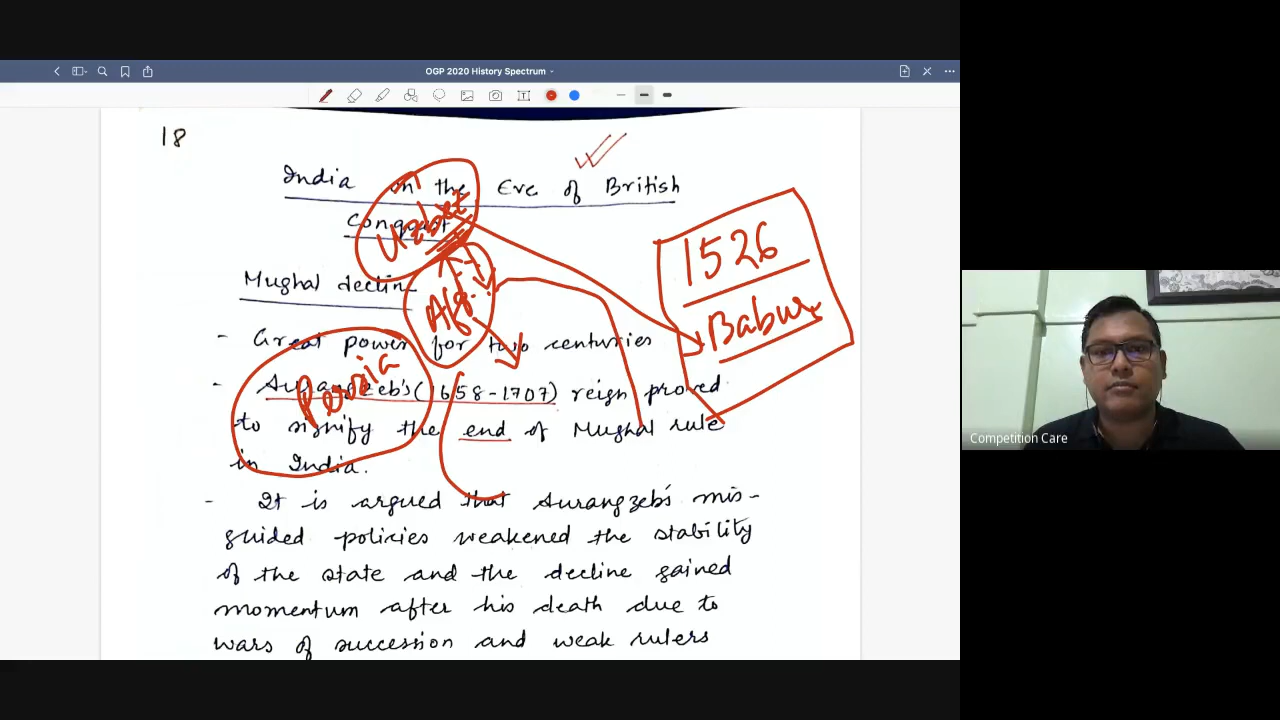 OGP 2020 History Spectrum
18
India on the Eve of British
Conquest
Uzbek
1526
Babur
Mughal decline
Afg.
- Great power for two centuries
Persia
- Aurangzeb's (1658-1707) reign proved
to signify the end of Mughal rule
in India.
- It is argued that Aurangzeb's mis-
guided policies weakened the stability
of the state and the decline gained
momentum after his death due to
wars of succession and weak rulers
Competition Care